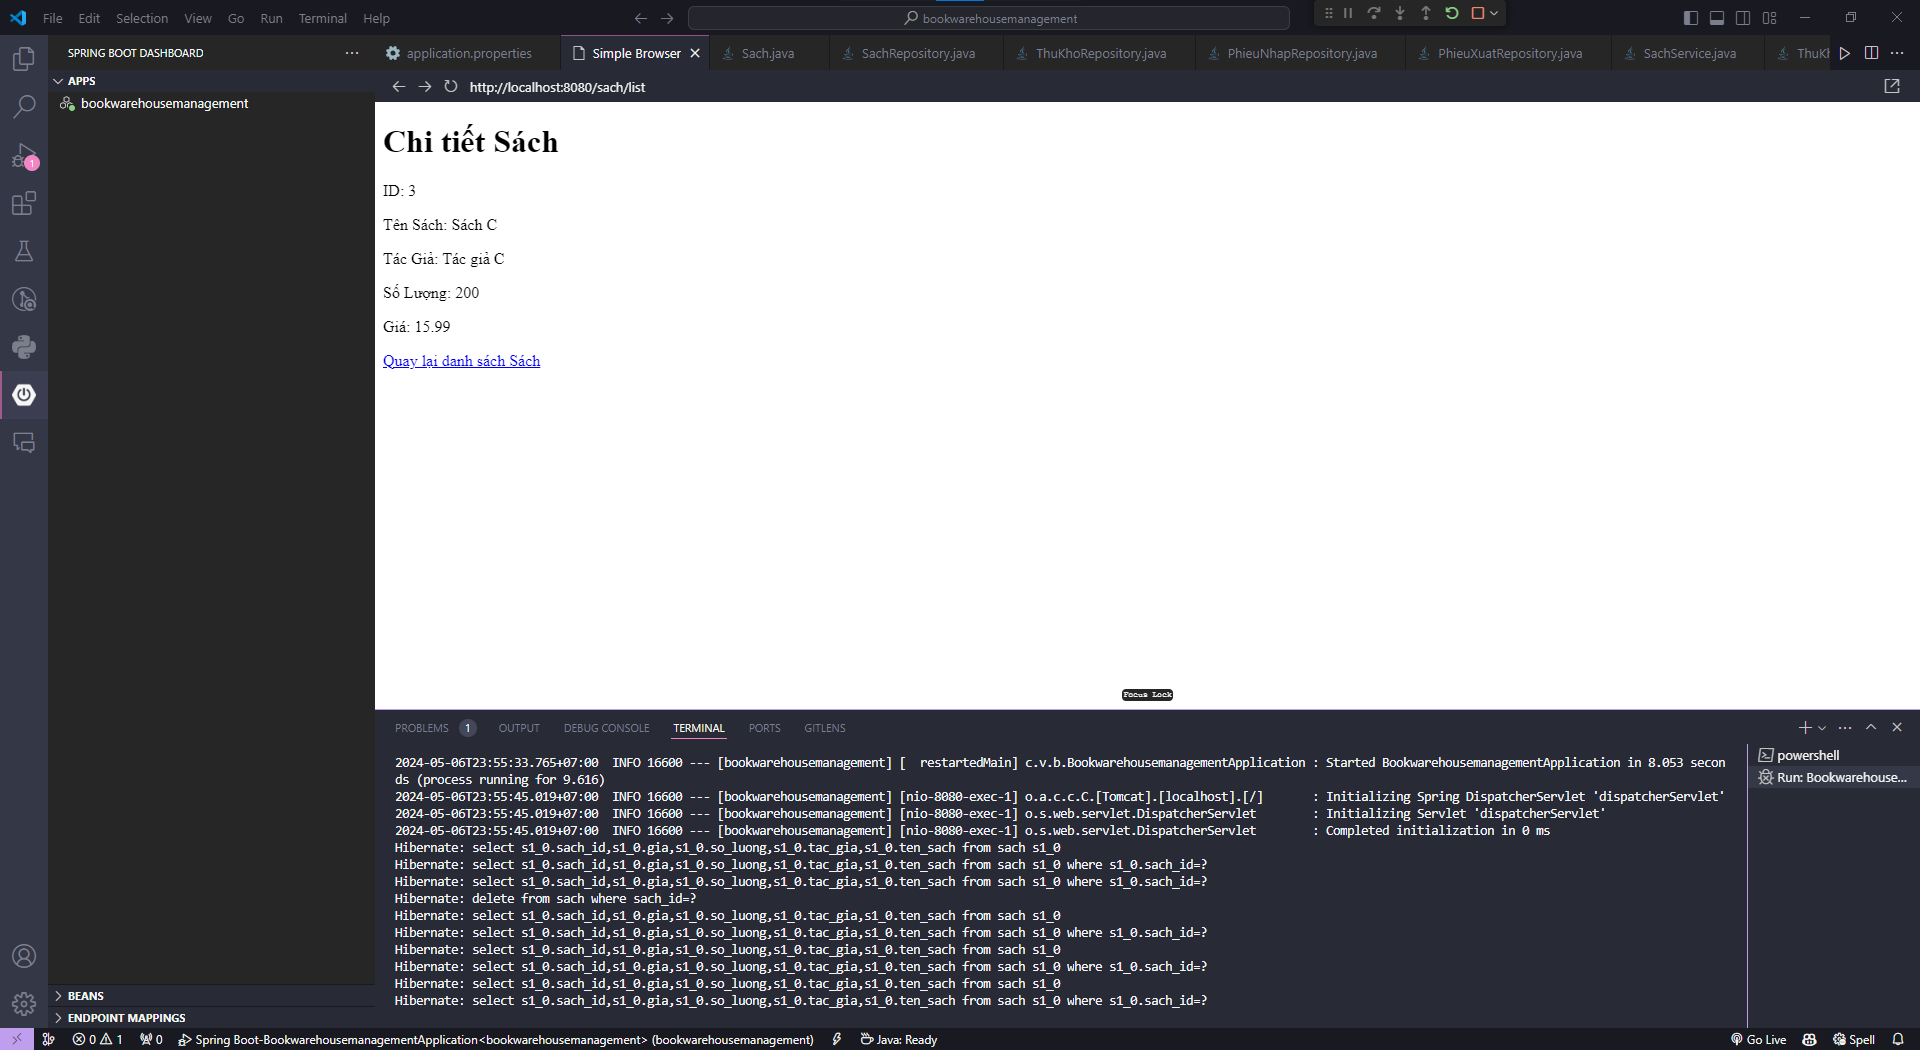 File Edit Selection View Go Run Terminal Help
bookwarehousemanagement
SPRING BOOT DASHBOARD
application.properties
Simple Browser
Sach.java
SachRepository.java
ThuKhoRepository.java
PhieuNhapRepository.java
PhieuXuatRepository.java
SachService.java
ThuKh
APPS
bookwarehousemanagement
1
http://localhost:8080/sach/list
Chi tiết Sách
ID: 3
Tên Sách: Sách C
Tác Giả: Tác giả C
Số Lượng: 200
Giá: 15.99
Quay lại danh sách Sách
Focus Lock
PROBLEMS 1 OUTPUT DEBUG CONSOLE TERMINAL PORTS GITLENS
2024-05-06T23:55:33.765+07:00  INFO 16600 --- [bookwarehousemanagement] [  restartedMain] c.v.b.BookwarehousemanagementApplication : Started BookwarehousemanagementApplication in 8.053 secon
ds (process running for 9.616)
2024-05-06T23:55:45.019+07:00  INFO 16600 --- [bookwarehousemanagement] [nio-8080-exec-1] o.a.c.c.C.[Tomcat].[localhost].[/]       : Initializing Spring DispatcherServlet 'dispatcherServlet'
2024-05-06T23:55:45.019+07:00  INFO 16600 --- [bookwarehousemanagement] [nio-8080-exec-1] o.s.web.servlet.DispatcherServlet        : Initializing Servlet 'dispatcherServlet'
2024-05-06T23:55:45.019+07:00  INFO 16600 --- [bookwarehousemanagement] [nio-8080-exec-1] o.s.web.servlet.DispatcherServlet        : Completed initialization in 0 ms
Hibernate: select s1_0.sach_id,s1_0.gia,s1_0.so_luong,s1_0.tac_gia,s1_0.ten_sach from sach s1_0
Hibernate: select s1_0.sach_id,s1_0.gia,s1_0.so_luong,s1_0.tac_gia,s1_0.ten_sach from sach s1_0 where s1_0.sach_id=?
Hibernate: select s1_0.sach_id,s1_0.gia,s1_0.so_luong,s1_0.tac_gia,s1_0.ten_sach from sach s1_0 where s1_0.sach_id=?
Hibernate: delete from sach where sach_id=?
Hibernate: select s1_0.sach_id,s1_0.gia,s1_0.so_luong,s1_0.tac_gia,s1_0.ten_sach from sach s1_0
Hibernate: select s1_0.sach_id,s1_0.gia,s1_0.so_luong,s1_0.tac_gia,s1_0.ten_sach from sach s1_0 where s1_0.sach_id=?
Hibernate: select s1_0.sach_id,s1_0.gia,s1_0.so_luong,s1_0.tac_gia,s1_0.ten_sach from sach s1_0
Hibernate: select s1_0.sach_id,s1_0.gia,s1_0.so_luong,s1_0.tac_gia,s1_0.ten_sach from sach s1_0 where s1_0.sach_id=?
Hibernate: select s1_0.sach_id,s1_0.gia,s1_0.so_luong,s1_0.tac_gia,s1_0.ten_sach from sach s1_0
Hibernate: select s1_0.sach_id,s1_0.gia,s1_0.so_luong,s1_0.tac_gia,s1_0.ten_sach from sach s1_0 where s1_0.sach_id=?
powershell
Run: Bookwarehouse...
BEANS
ENDPOINT MAPPINGS
0 1 0 Spring Boot-BookwarehousemanagementApplication<bookwarehousemanagement> (bookwarehousemanagement) Java: Ready Go Live Spell